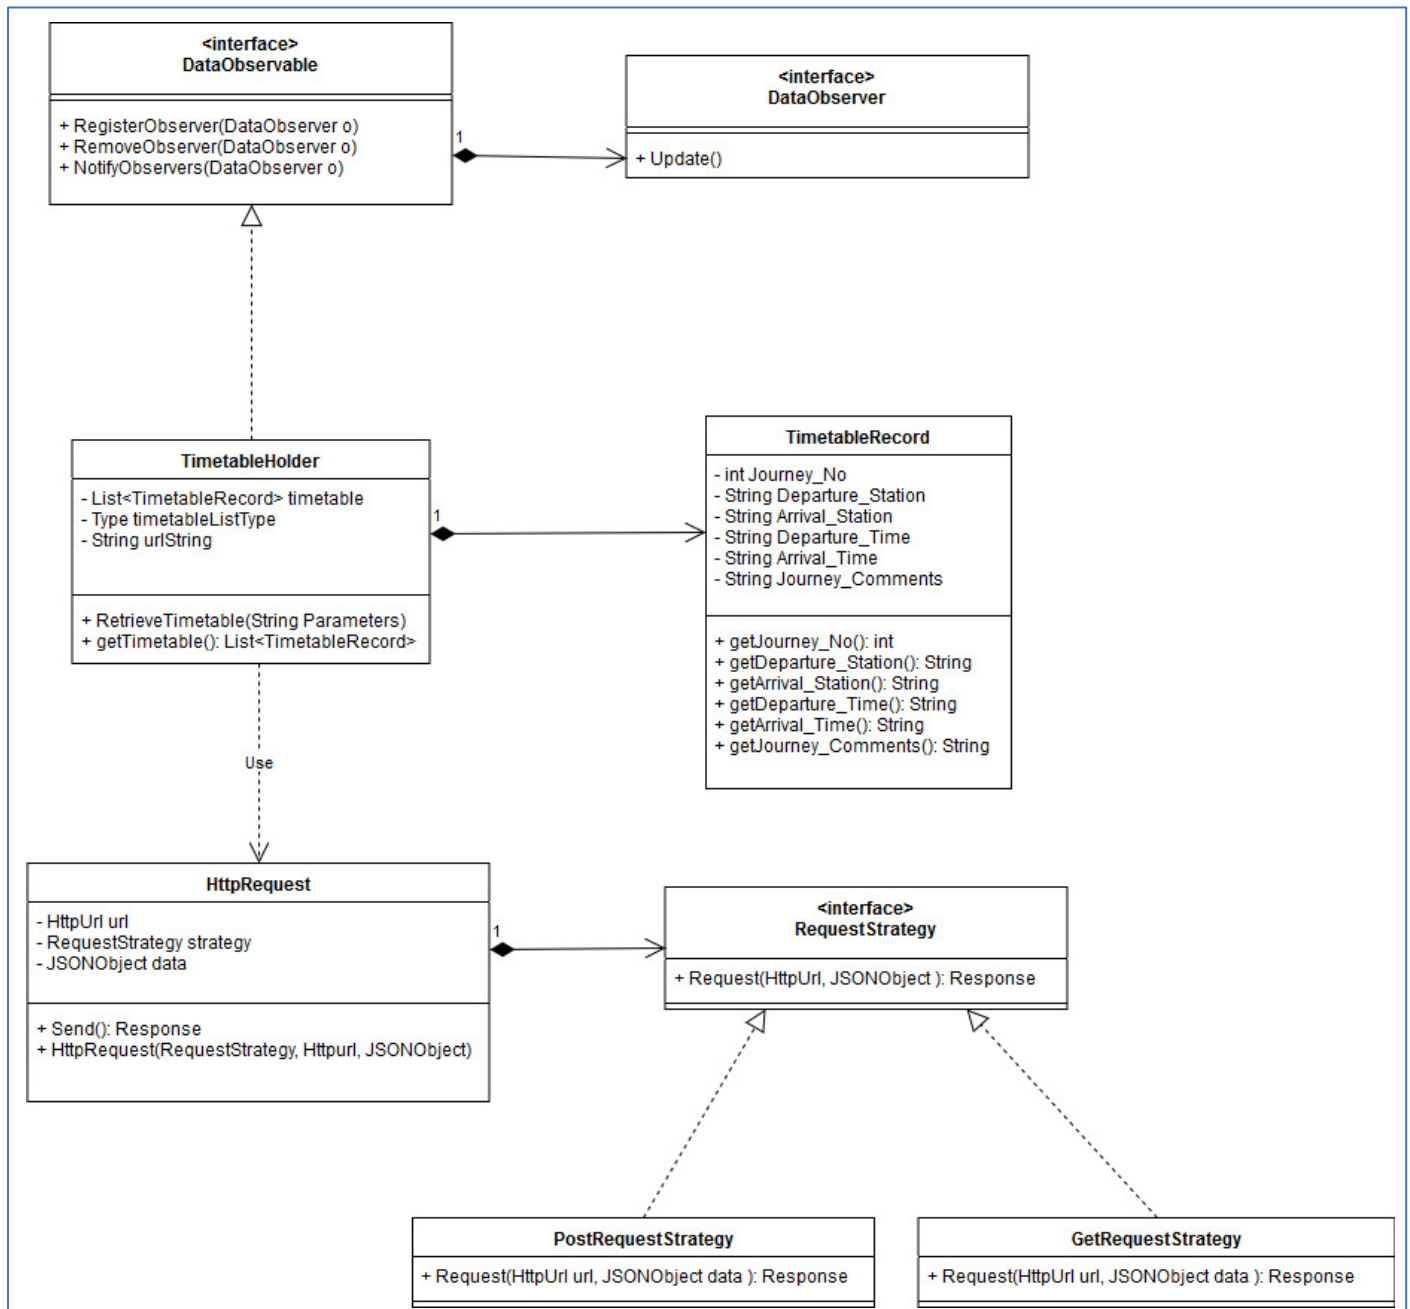 <interface>
DataObservable
+ RegisterObserver(DataObserver o)
+ RemoveObserver(DataObserver o)
+ NotifyObservers(DataObserver o)
1
<interface>
DataObserver
+ Update()
TimetableHolder
- List<TimetableRecord> timetable
- Type timetableListType
- String urlString
+ RetrieveTimetable(String Parameters)
+ getTimetable(): List<TimetableRecord>
1
TimetableRecord
- int Journey_No
- String Departure_Station
- String Arrival_Station
- String Departure_Time
- String Arrival_Time
- String Journey_Comments
+ getJourney_No(): int
+ getDeparture_Station(): String
+ getArrival_Station(): String
+ getDeparture_Time(): String
+ getArrival_Time(): String
+ getJourney_Comments(): String
Use
HttpRequest
- HttpUrl url
- RequestStrategy strategy
- JSONObject data
+ Send(): Response
+ HttpRequest(RequestStrategy, Httpurl, JSONObject)
1
<interface>
RequestStrategy
+ Request(HttpUrl, JSONObject ): Response
PostRequestStrategy
+ Request(HttpUrl url, JSONObject data ): Response
GetRequestStrategy
+ Request(HttpUrl url, JSONObject data ): Response